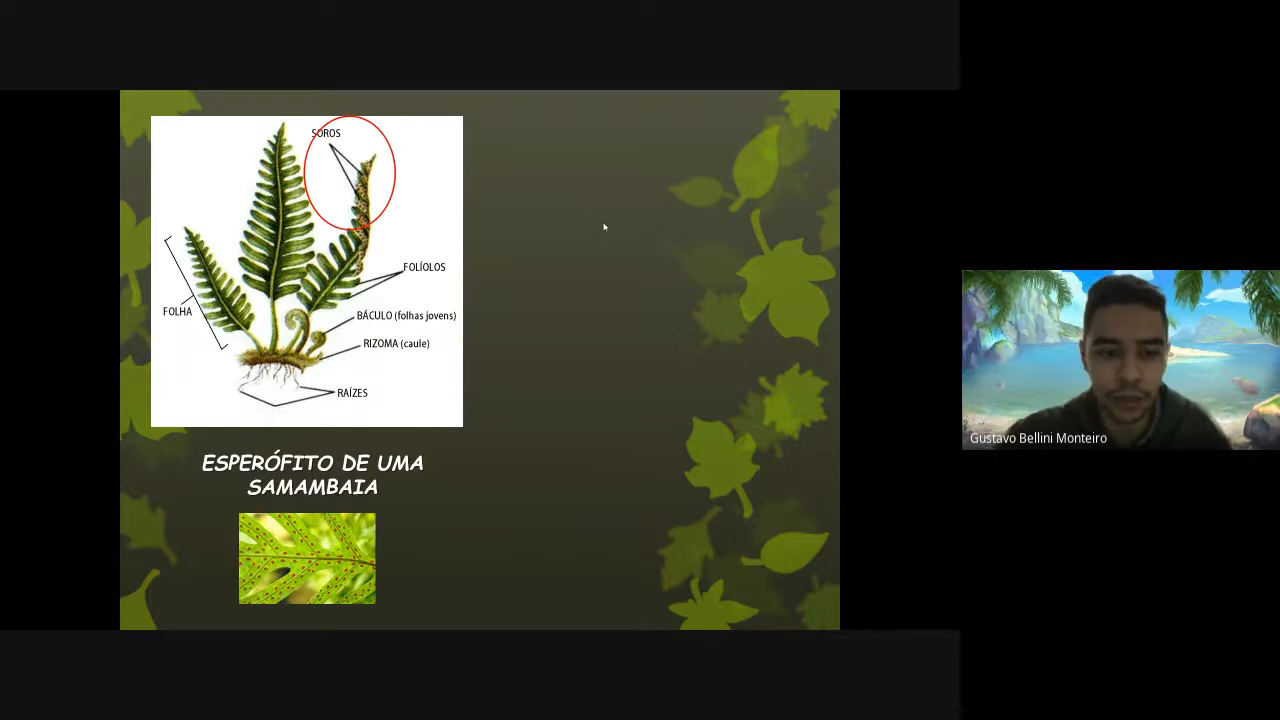 SOROS
FOLÍOLOS
FOLHA
BÁCULO (folhas jovens)
RIZOMA (caule)
RAÍZES
ESPERÓFITO DE UMA
SAMAMBAIA
Gustavo Bellini Monteiro